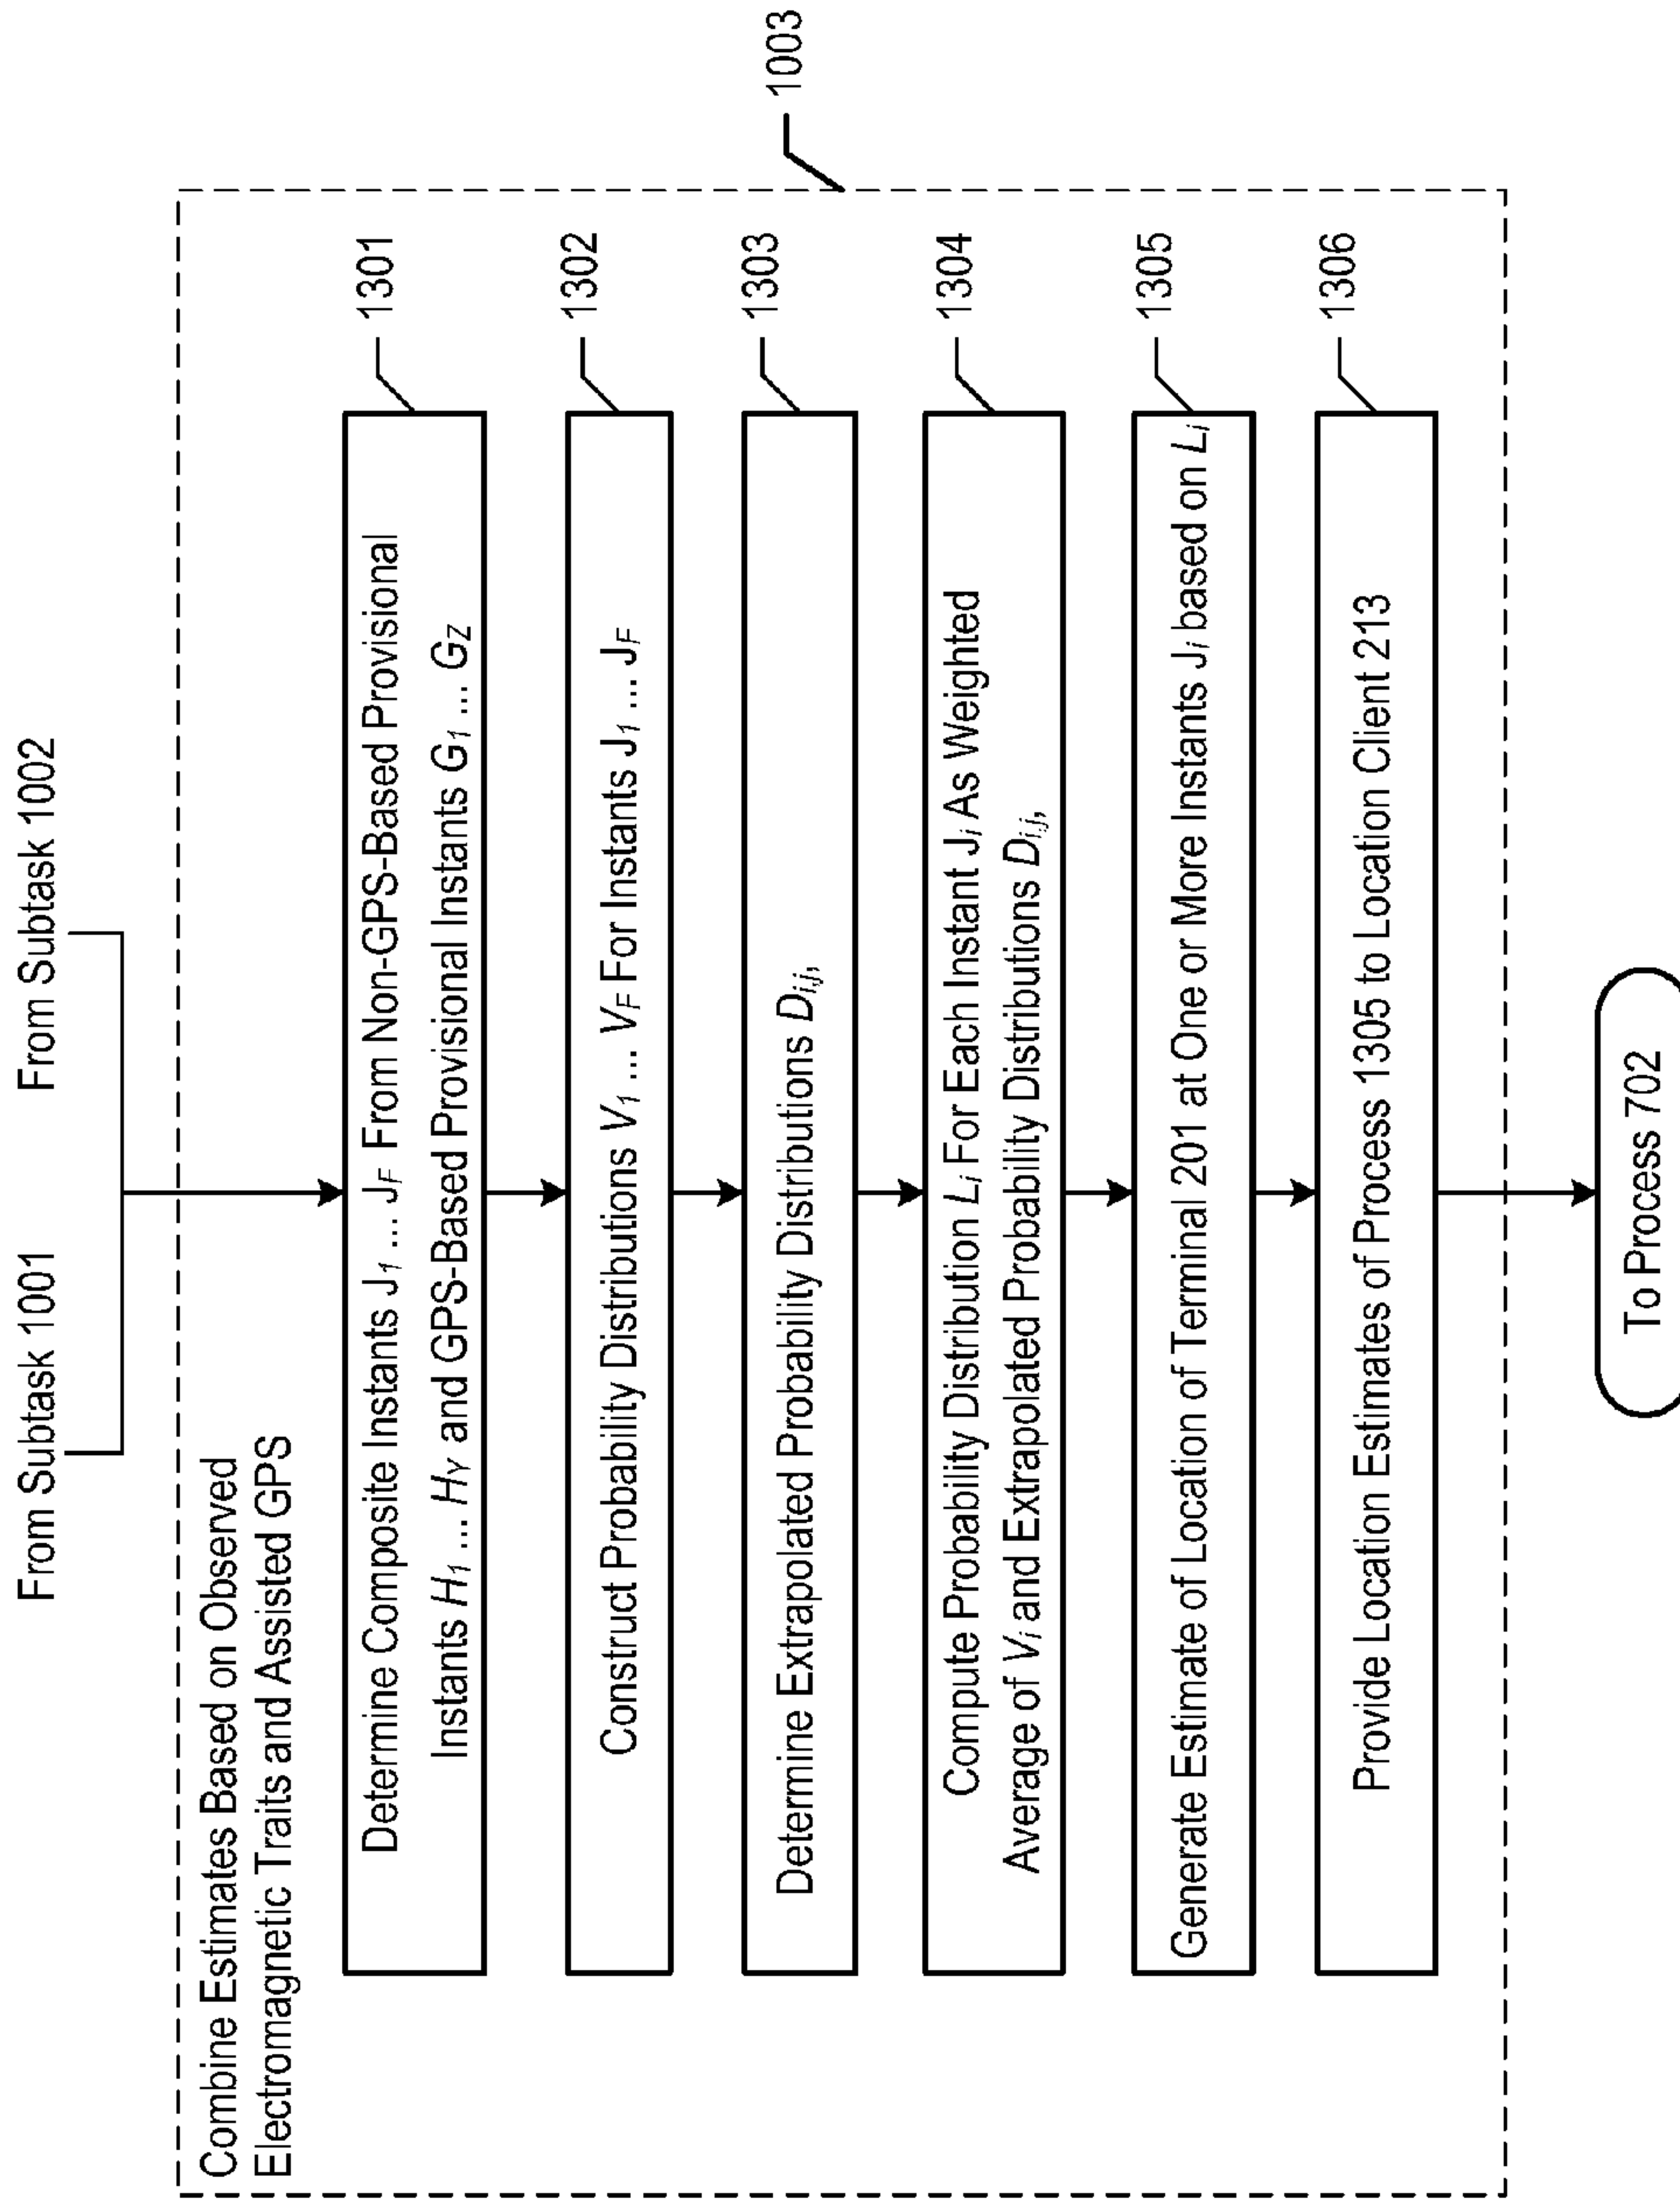 From Subtask 1001
From Subtask 1002
Combine Estimates Based on Observed
Electromagnetic Traits and Assisted GPS
1003
Determine Composite Instants J1 ... JF From Non-GPS-Based Provisional
Instants H1 ... HY and GPS-Based Provisional Instants G1 ... GZ
1301
Construct Probability Distributions V1 ... VF For Instants J1 ... JF
1302
Determine Extrapolated Probability Distributions Di,j,
1303
Compute Probability Distribution Li For Each Instant Ji As Weighted
Average of Vi and Extrapolated Probability Distributions Di,j,
1304
Generate Estimate of Location of Terminal 201 at One or More Instants Ji based on Li
1305
Provide Location Estimates of Process 1305 to Location Client 213
1306
To Process 702